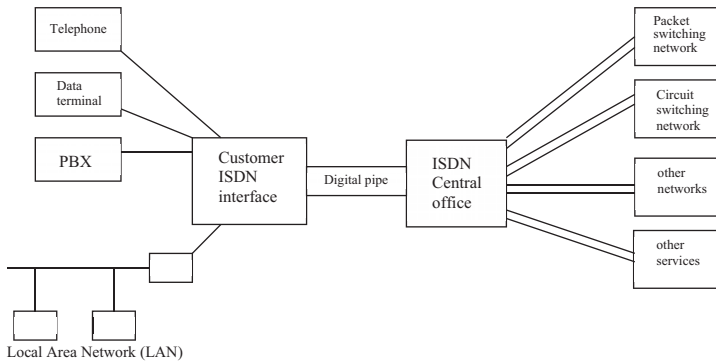 Telephone
Data
terminal
PBX
Customer
ISDN
interface
Digital pipe
ISDN
Central
office
Packet
switching
network
Circuit
switching
network
other
networks
other
services
Local Area Network (LAN)